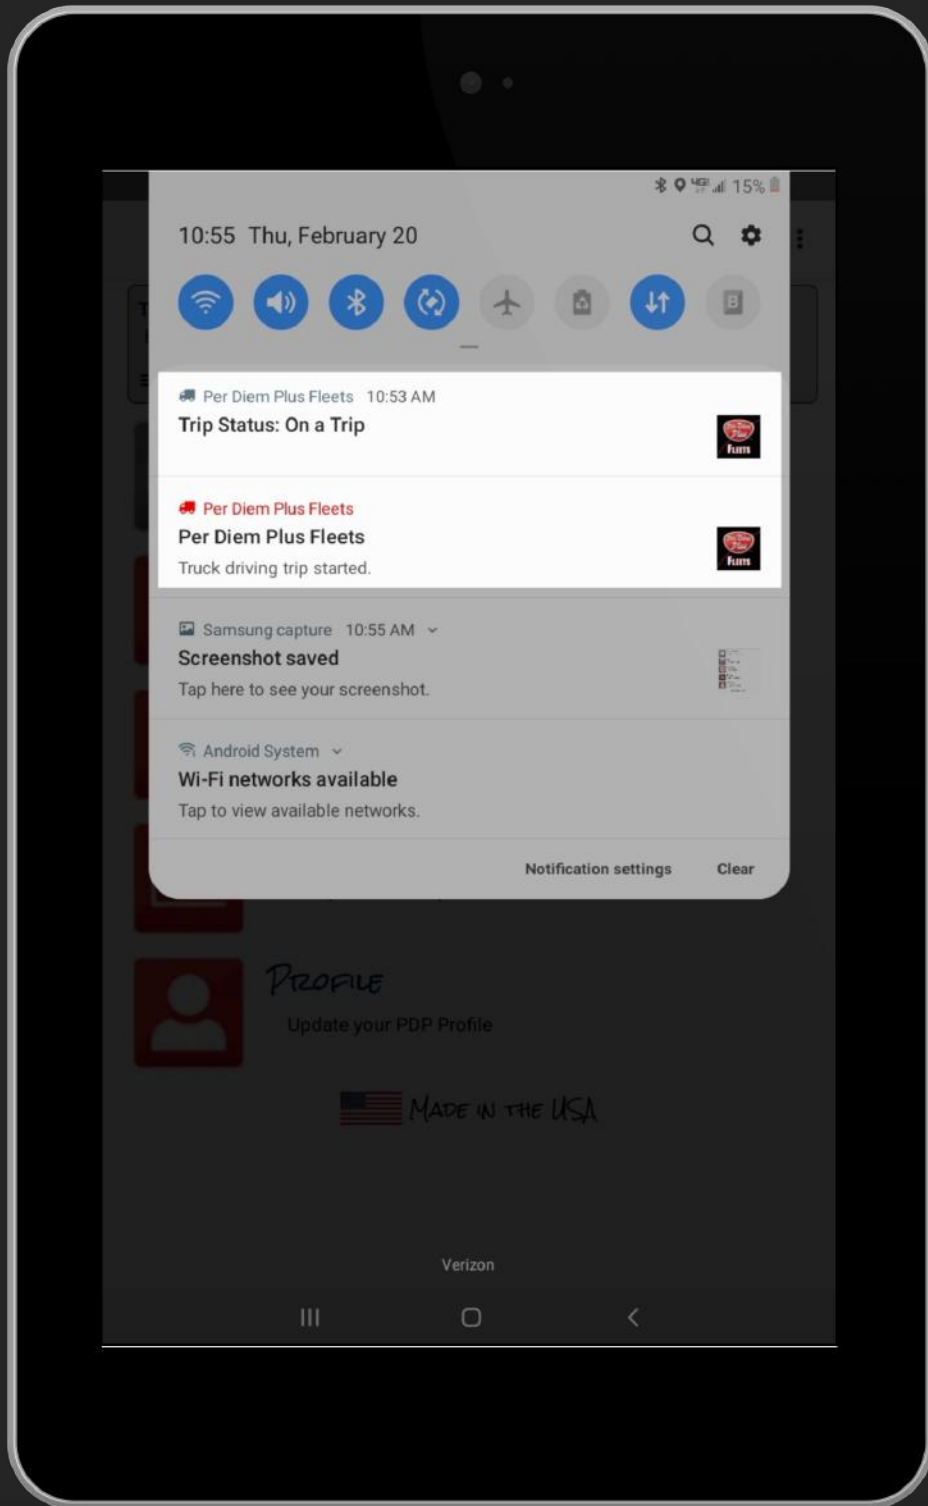 15%
10:55 Thu, February 20
Per Diem Plus Fleets 10:53 AM
Trip Status: On a Trip
Per Diem Plus Fleets
Per Diem Plus Fleets
Truck driving trip started.
Samsung capture 10:55 AM
Screenshot saved
Tap here to see your screenshot.
Android System
Wi-Fi networks available
Tap to view available networks.
Notification settings Clear
Profile
Update your PDP Profile
Made in the USA
Verizon